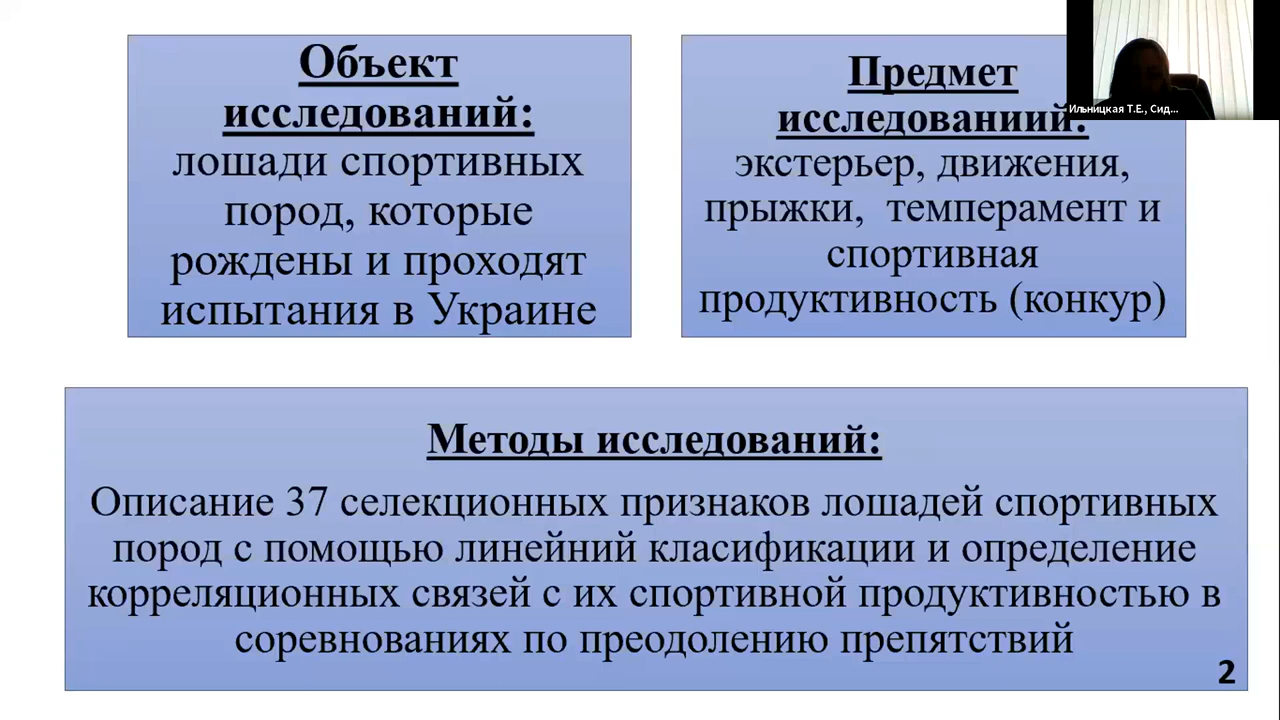 Объект
исследований:
лошади спортивных
пород, которые
рождены и проходят
испытания в Украине
Предмет
исследованиий:
экстерьер, движения,
прыжки, темперамент и
спортивная
продуктивность (конкур)
Ильницкая Т.Е., Сид...
Методы исследований:
Описание 37 селекционных признаков лошадей спортивных
пород с помощью линейний класификации и определение
корреляционных связей с их спортивной продуктивностью в
соревнованиях по преодолению препятствий
2